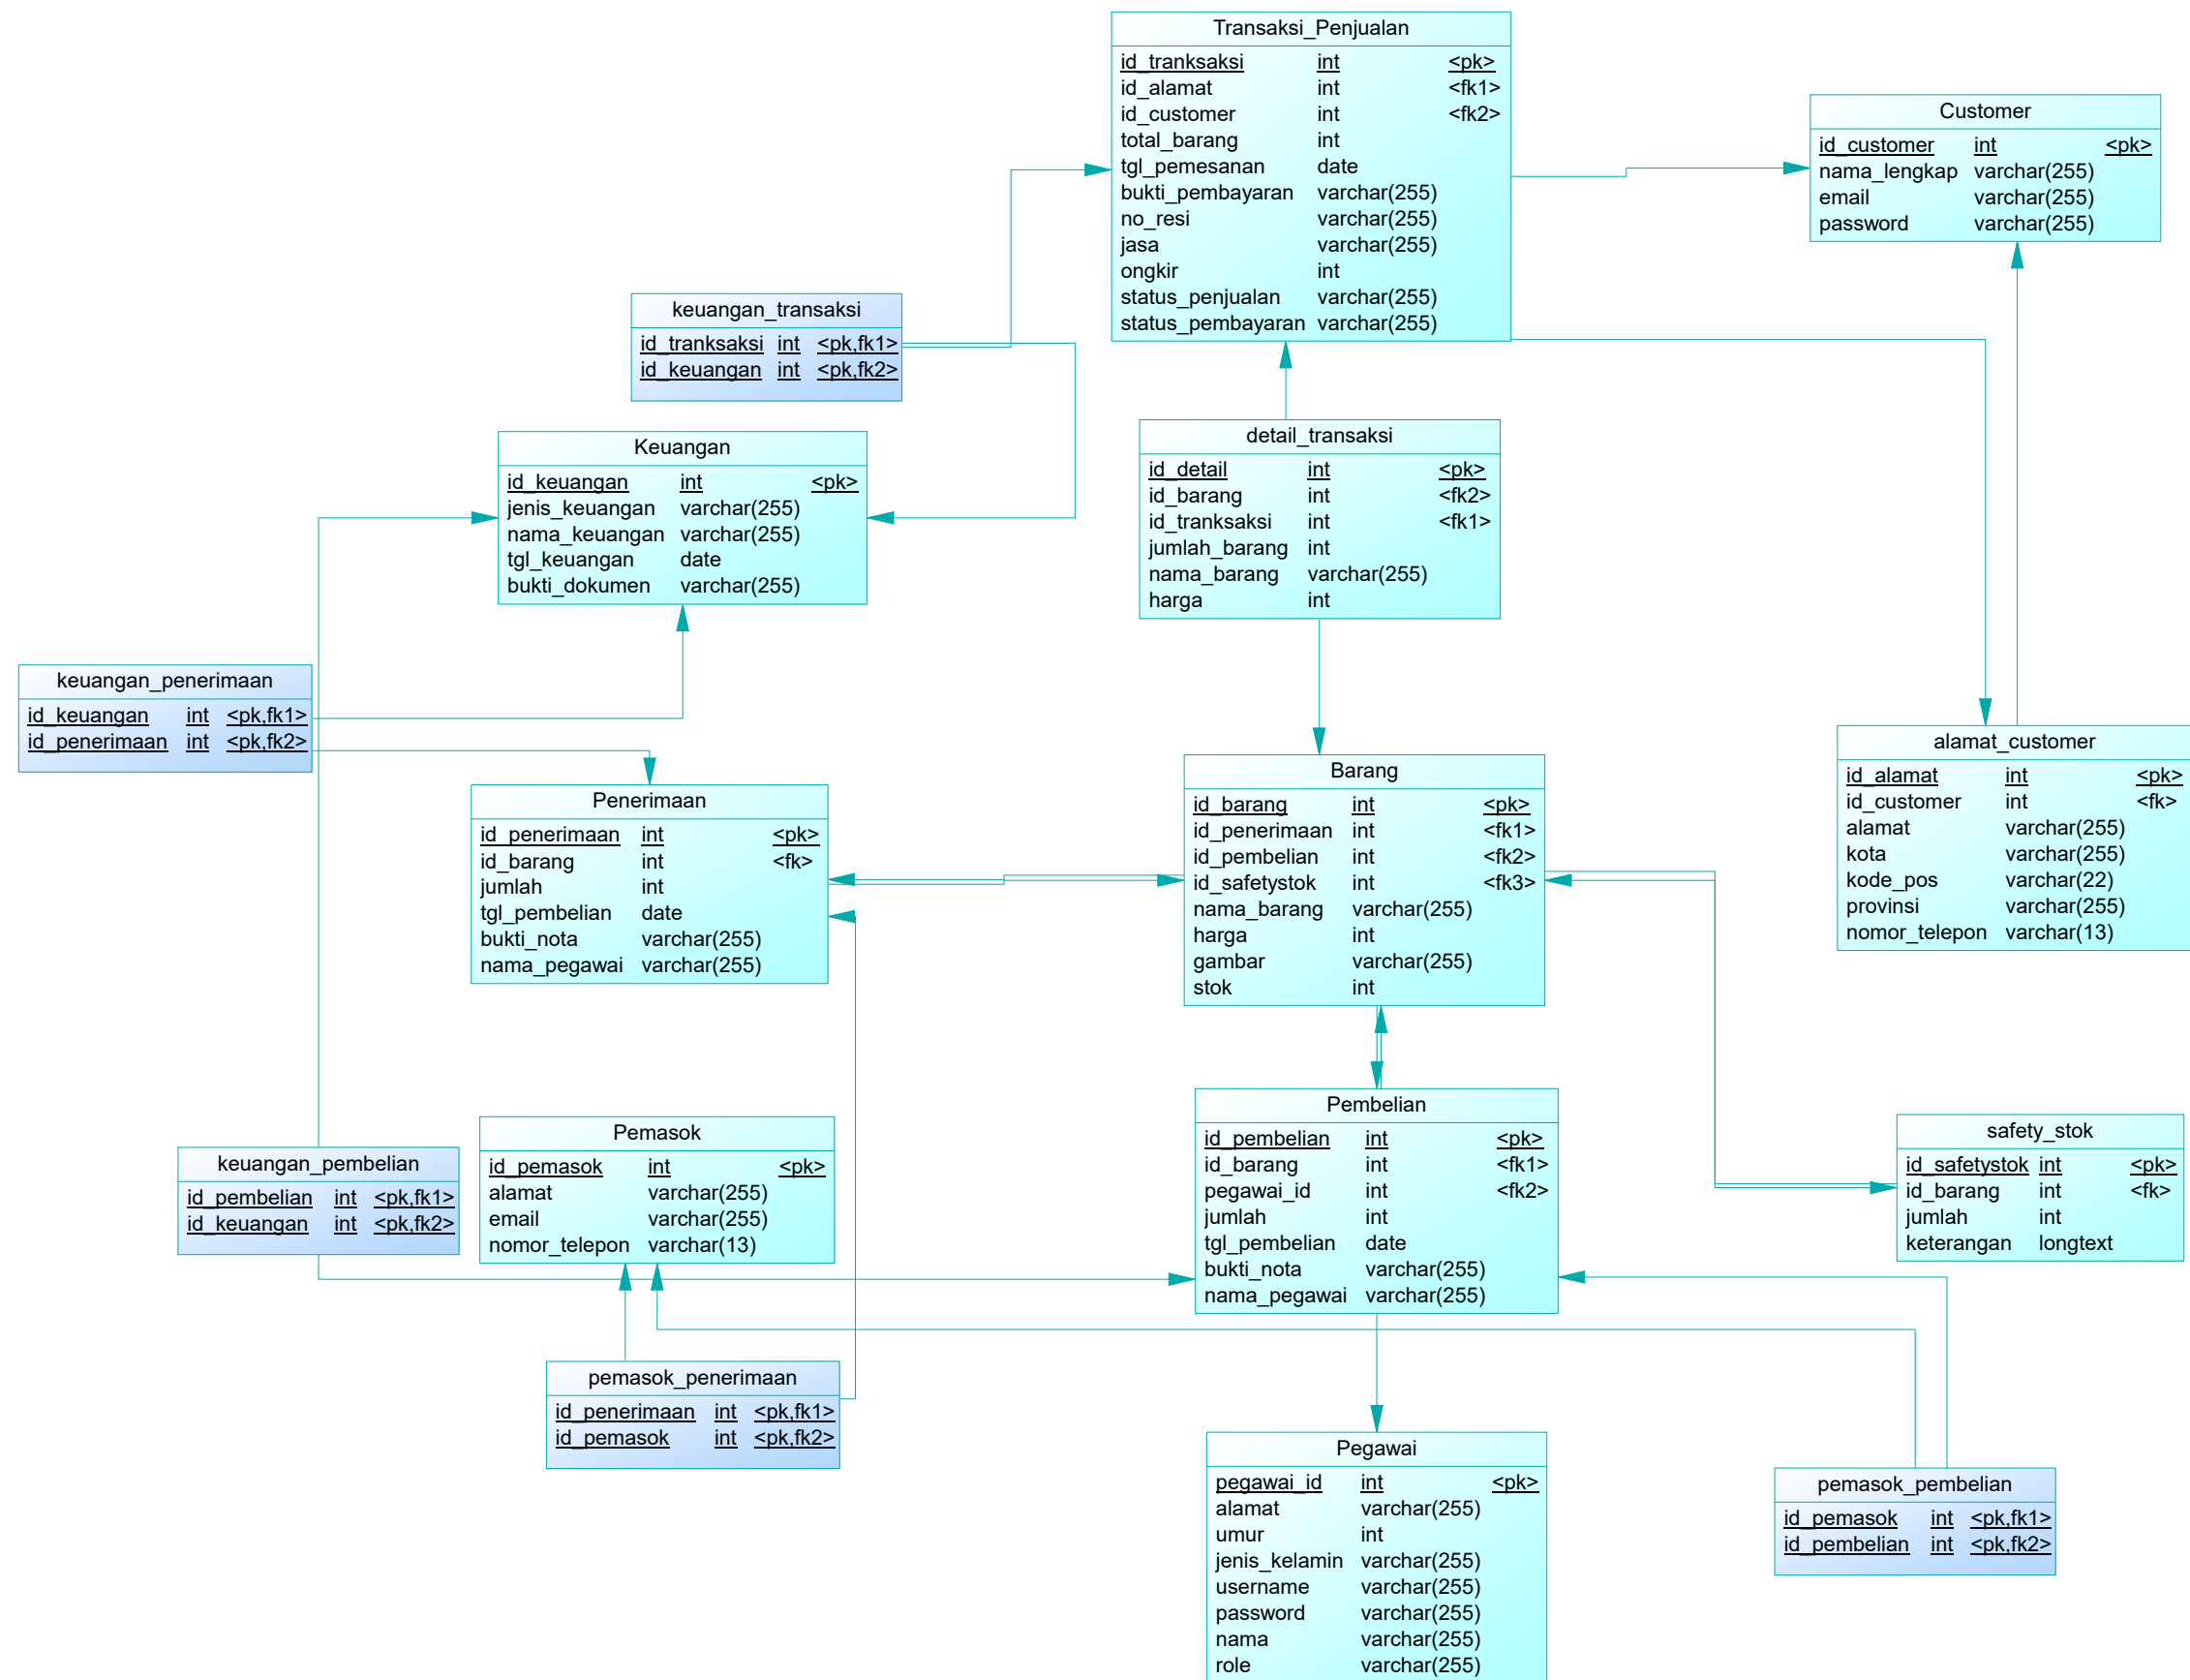 Transaksi_Penjualan
id_tranksaksi int <pk>
id_alamat int <fk1>
id_customer int <fk2>
total_barang int
tgl_pemesanan date
bukti_pembayaran varchar(255)
no_resi varchar(255)
jasa varchar(255)
ongkir int
status_penjualan varchar(255)
status_pembayaran varchar(255)
Customer
id_customer int <pk>
nama_lengkap varchar(255)
email varchar(255)
password varchar(255)
keuangan_transaksi
id_tranksaksi int <pk,fk1>
id_keuangan int <pk,fk2>
Keuangan
id_keuangan int <pk>
jenis_keuangan varchar(255)
nama_keuangan varchar(255)
tgl_keuangan date
bukti_dokumen varchar(255)
detail_transaksi
id_detail int <pk>
id_barang int <fk2>
id_tranksaksi int <fk1>
jumlah_barang int
nama_barang varchar(255)
harga int
keuangan_penerimaan
id_keuangan int <pk,fk1>
id_penerimaan int <pk,fk2>
Penerimaan
id_penerimaan int <pk>
id_barang int <fk>
jumlah int
tgl_pembelian date
bukti_nota varchar(255)
nama_pegawai varchar(255)
Barang
id_barang int <pk>
id_penerimaan int <fk1>
id_pembelian int <fk2>
id_safetystok int <fk3>
nama_barang varchar(255)
harga int
gambar varchar(255)
stok int
alamat_customer
id_alamat int <pk>
id_customer int <fk>
alamat varchar(255)
kota varchar(255)
kode_pos varchar(22)
provinsi varchar(255)
nomor_telepon varchar(13)
keuangan_pembelian
id_pembelian int <pk,fk1>
id_keuangan int <pk,fk2>
Pemasok
id_pemasok int <pk>
alamat varchar(255)
email varchar(255)
nomor_telepon varchar(13)
Pembelian
id_pembelian int <pk>
id_barang int <fk1>
pegawai_id int <fk2>
jumlah int
tgl_pembelian date
bukti_nota varchar(255)
nama_pegawai varchar(255)
safety_stok
id_safetystok int <pk>
id_barang int <fk>
jumlah int
keterangan longtext
pemasok_penerimaan
id_penerimaan int <pk,fk1>
id_pemasok int <pk,fk2>
Pegawai
pegawai_id int <pk>
alamat varchar(255)
umur int
jenis_kelamin varchar(255)
username varchar(255)
password varchar(255)
nama varchar(255)
role varchar(255)
pemasok_pembelian
id_pemasok int <pk,fk1>
id_pembelian int <pk,fk2>